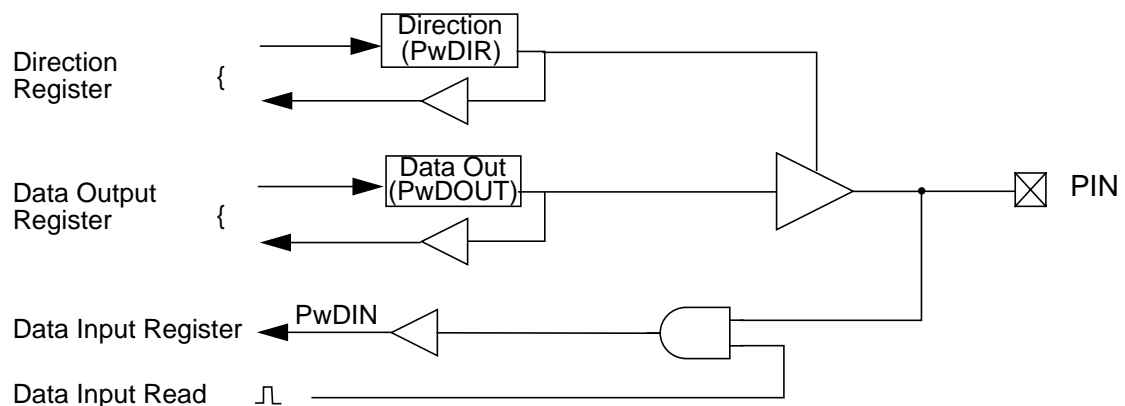 Direction
(PwDIR)
Direction
Register
{
Data Out
(PwDOUT)
Data Output
Register
{
PIN
PwDIN
Data Input Register
Data Input Read